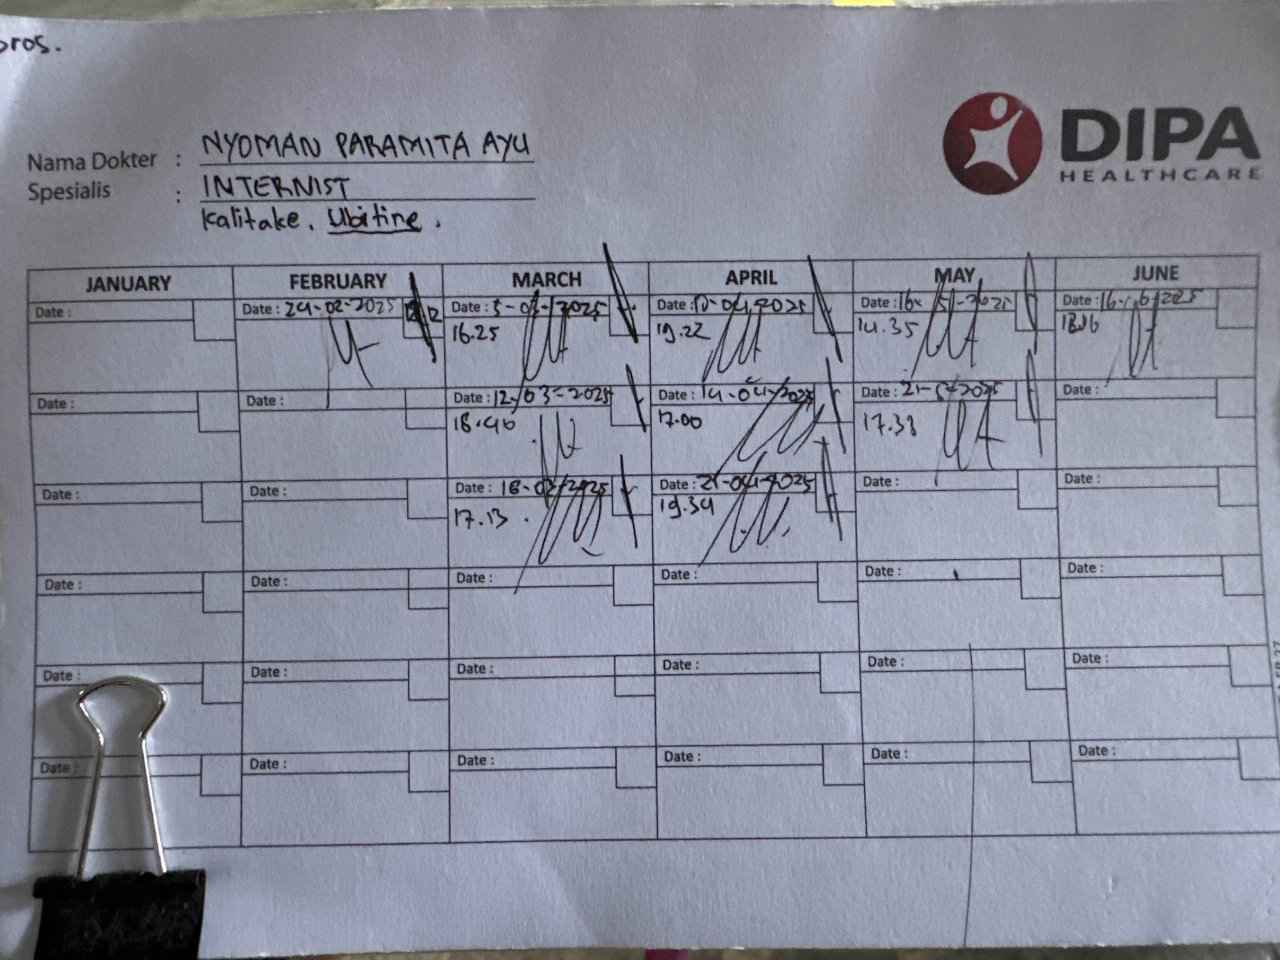 pros.
DIPA
HEALTHCARE
Nama Dokter : NYOMAN PARAMITA AYU
Spesialis : INTERNIST
Kalitake. Ubitine.
JANUARY FEBRUARY MARCH APRIL MAY JUNE
Date : Date : 24-02-2025 Date : 5-03-2025 Date : 10-04-2025 Date : 16-5-2025 Date : 16-6-2025
16.25 19.22 14.35
Date : Date : Date : 12-03-2025 Date : 14-04-2025 Date : 21-5-2025 Date :
18.40 17.00 17.33
Date : Date : Date : 18-03-2025 Date : 21-04-2025 Date : Date :
17.13 . 19.34
Date : Date : Date : Date : Date : Date :
Date : Date : Date : Date : Date : Date :
Date : Date : Date : Date : Date : Date :